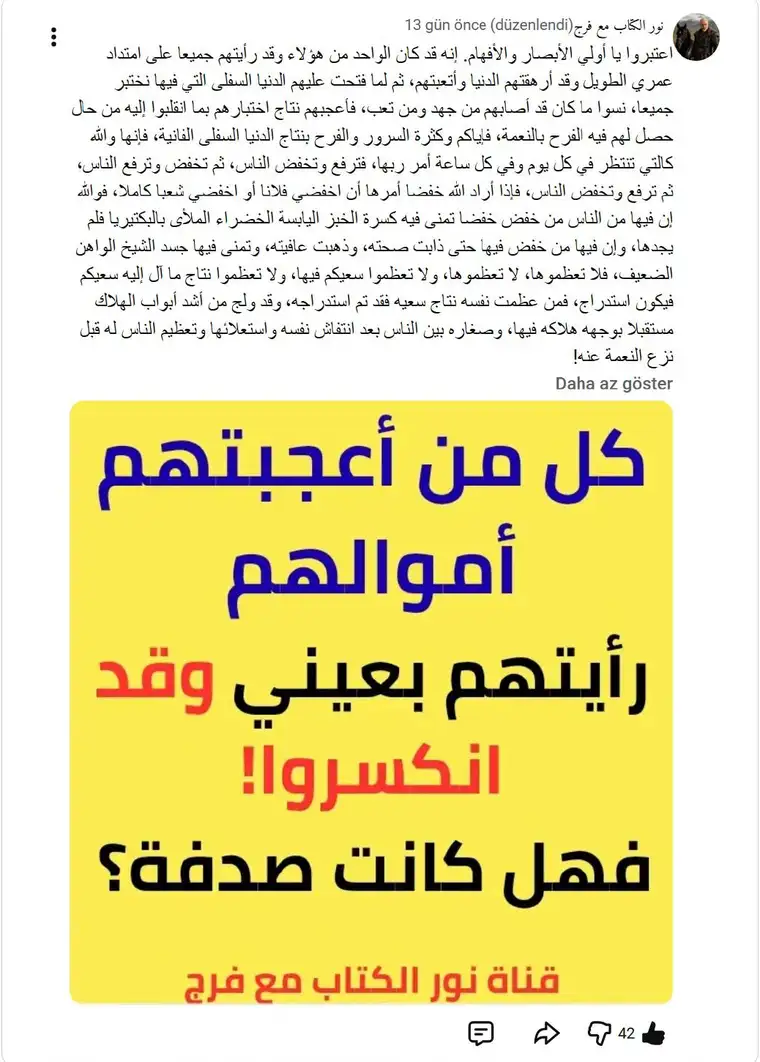 نور الكتاب مع فرج(düzenlendi) 13 gün önce
اعتبروا يا أولي الأبصار والأفهام. إنه قد كان الواحد من هؤلاء وقد رأيتهم جميعا على امتداد
عمري الطويل وقد أرهقتهم الدنيا وأتعبتهم، ثم لما فتحت عليهم الدنيا السفلى التي فيها نختبر
جميعا، نسوا ما كان قد أصابهم من جهد ومن تعب، فأعجبهم نتاج اختبارهم بما انقلبوا إليه من حال
حصل لهم فيه الفرح بالنعمة، فإياكم وكثرة السرور والفرح بنتاج الدنيا السفلى الفانية، فإنها والله
كالتي تنتظر في كل يوم وفي كل ساعة أمر ربها، فترفع وتخفض الناس، ثم تخفض وترفع الناس،
ثم ترفع وتخفض الناس، فإذا أراد الله خفضا أمرها أن اخفضي فلانا أو اخفضي شعبا كاملا، فوالله
إن فيها من الناس من خفض خفضا تمنى فيه كسرة الخبز اليابسة الخضراء الملأى بالبكتيريا فلم
يجدها، وإن فيها من خفض فيها حتى ذابت صحته، وذهبت عافيته، وتمنى فيها جسد الشيخ الواهن
الضعيف، فلا تعظموها، لا تعظموها، ولا تعظموا سعيكم فيها، ولا تعظموا نتاج ما آل إليه سعيكم
فيكون استدراج، فمن عظمت نفسه نتاج سعيه فقد تم استدراجه، وقد ولج من أشد أبواب الهلاك
مستقبلا بوجهه هلاكه فيها، وصغاره بين الناس بعد انتفاش نفسه واستعلائها وتعظيم الناس له قبل
نزع النعمة عنه!
Daha az göster
كل من أعجبتهم
أموالهم
رأيتهم بعيني وقد
انكسروا!
فهل كانت صدفة؟
قناة نور الكتاب مع فرج
42